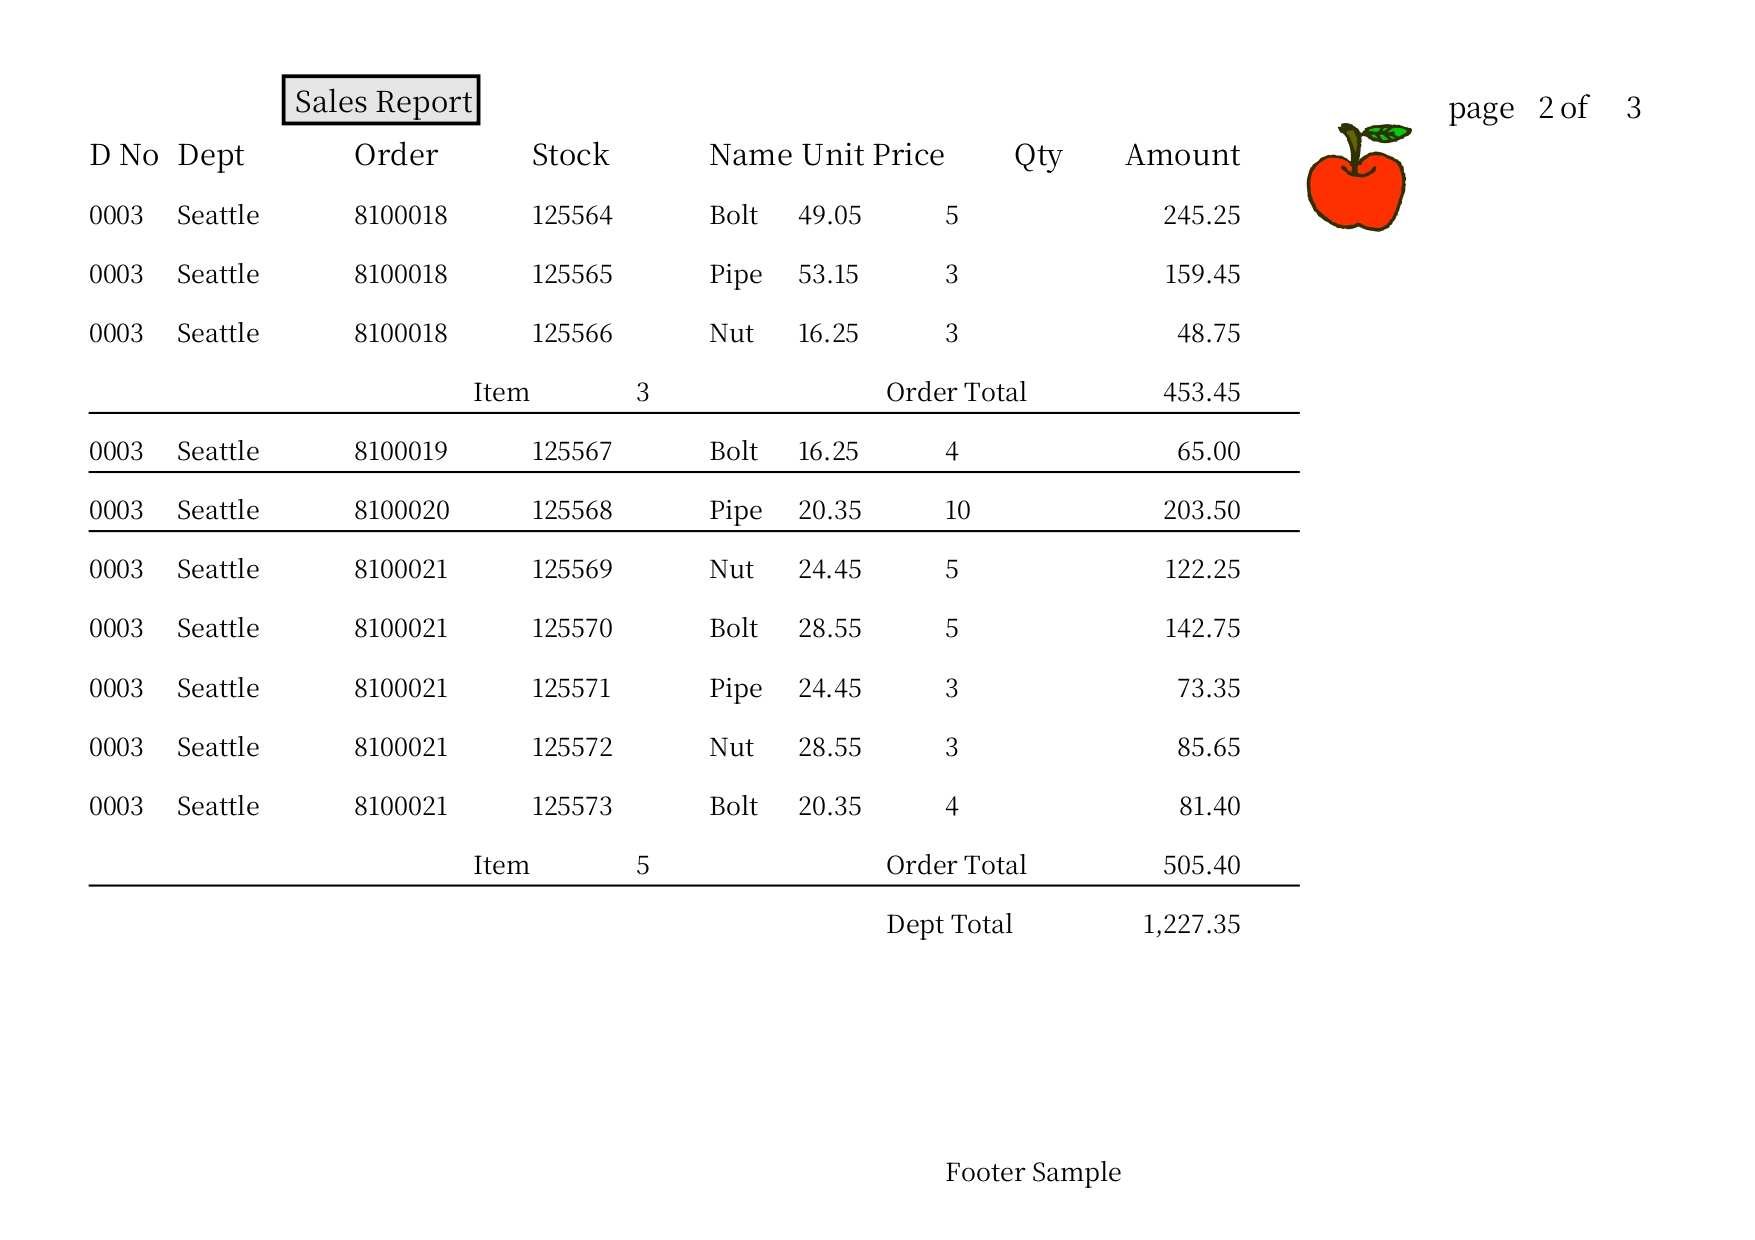 Sales Report
page 2 of 3
D No Dept Order Stock Name Unit Price Qty Amount
0003 Seattle 8100018 125564 Bolt 49.05 5 245.25
0003 Seattle 8100018 125565 Pipe 53.15 3 159.45
0003 Seattle 8100018 125566 Nut 16.25 3 48.75
Item 3 Order Total 453.45
0003 Seattle 8100019 125567 Bolt 16.25 4 65.00
0003 Seattle 8100020 125568 Pipe 20.35 10 203.50
0003 Seattle 8100021 125569 Nut 24.45 5 122.25
0003 Seattle 8100021 125570 Bolt 28.55 5 142.75
0003 Seattle 8100021 125571 Pipe 24.45 3 73.35
0003 Seattle 8100021 125572 Nut 28.55 3 85.65
0003 Seattle 8100021 125573 Bolt 20.35 4 81.40
Item 5 Order Total 505.40
Dept Total 1,227.35
Footer Sample